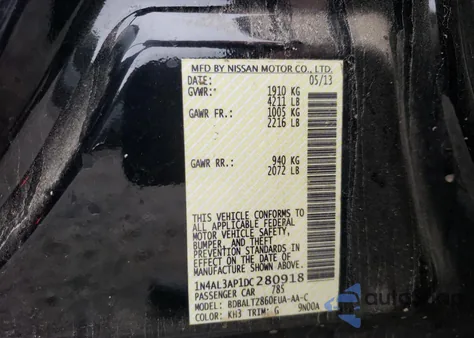 MFD BY NISSAN MOTOR CO., LTD.
DATE: 05/13
GVWR: 1910 KG
4211 LB
GAWR FR.: 1005 KG
2216 LB
GAWR RR.: 940 KG
2072 LB
THIS VEHICLE CONFORMS TO
ALL APPLICABLE FEDERAL
MOTOR VEHICLE SAFETY,
BUMPER, AND THEFT
PREVENTION STANDARDS IN
EFFECT ON THE DATE OF
MANUFACTURE SHOWN ABOVE.
1N4AL3AP1DC280918
PASSENGER CAR 785
MODEL: BDBALTZ860EUA-AA-C
COLOR: KH3 TRIM: G 9N00A